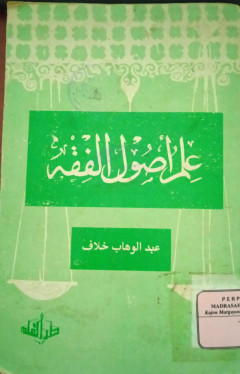 علم أصول الفقه
عبد الوهاب خلاف
دار القلم
PERP
MADRASA